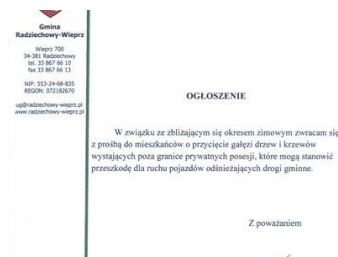 Gmina
Radziechowy-Wieprz
Wieprz 700
34-381 Radziechowy
tel. 33 867 66 10
fax 33 867 66 13
NIP: 553-24-68-835
REGON: 072182670
ug@radziechowy-wieprz.pl
www.radziechowy-wieprz.pl
OGŁOSZENIE
W związku ze zbliżającym się okresem zimowym zwracam się
z prośbą do mieszkańców o przycięcie gałęzi drzew i krzewów
wystających poza granice prywatnych posesji, które mogą stanowić
przeszkodę dla ruchu pojazdów odśnieżających drogi gminne.
Z poważaniem